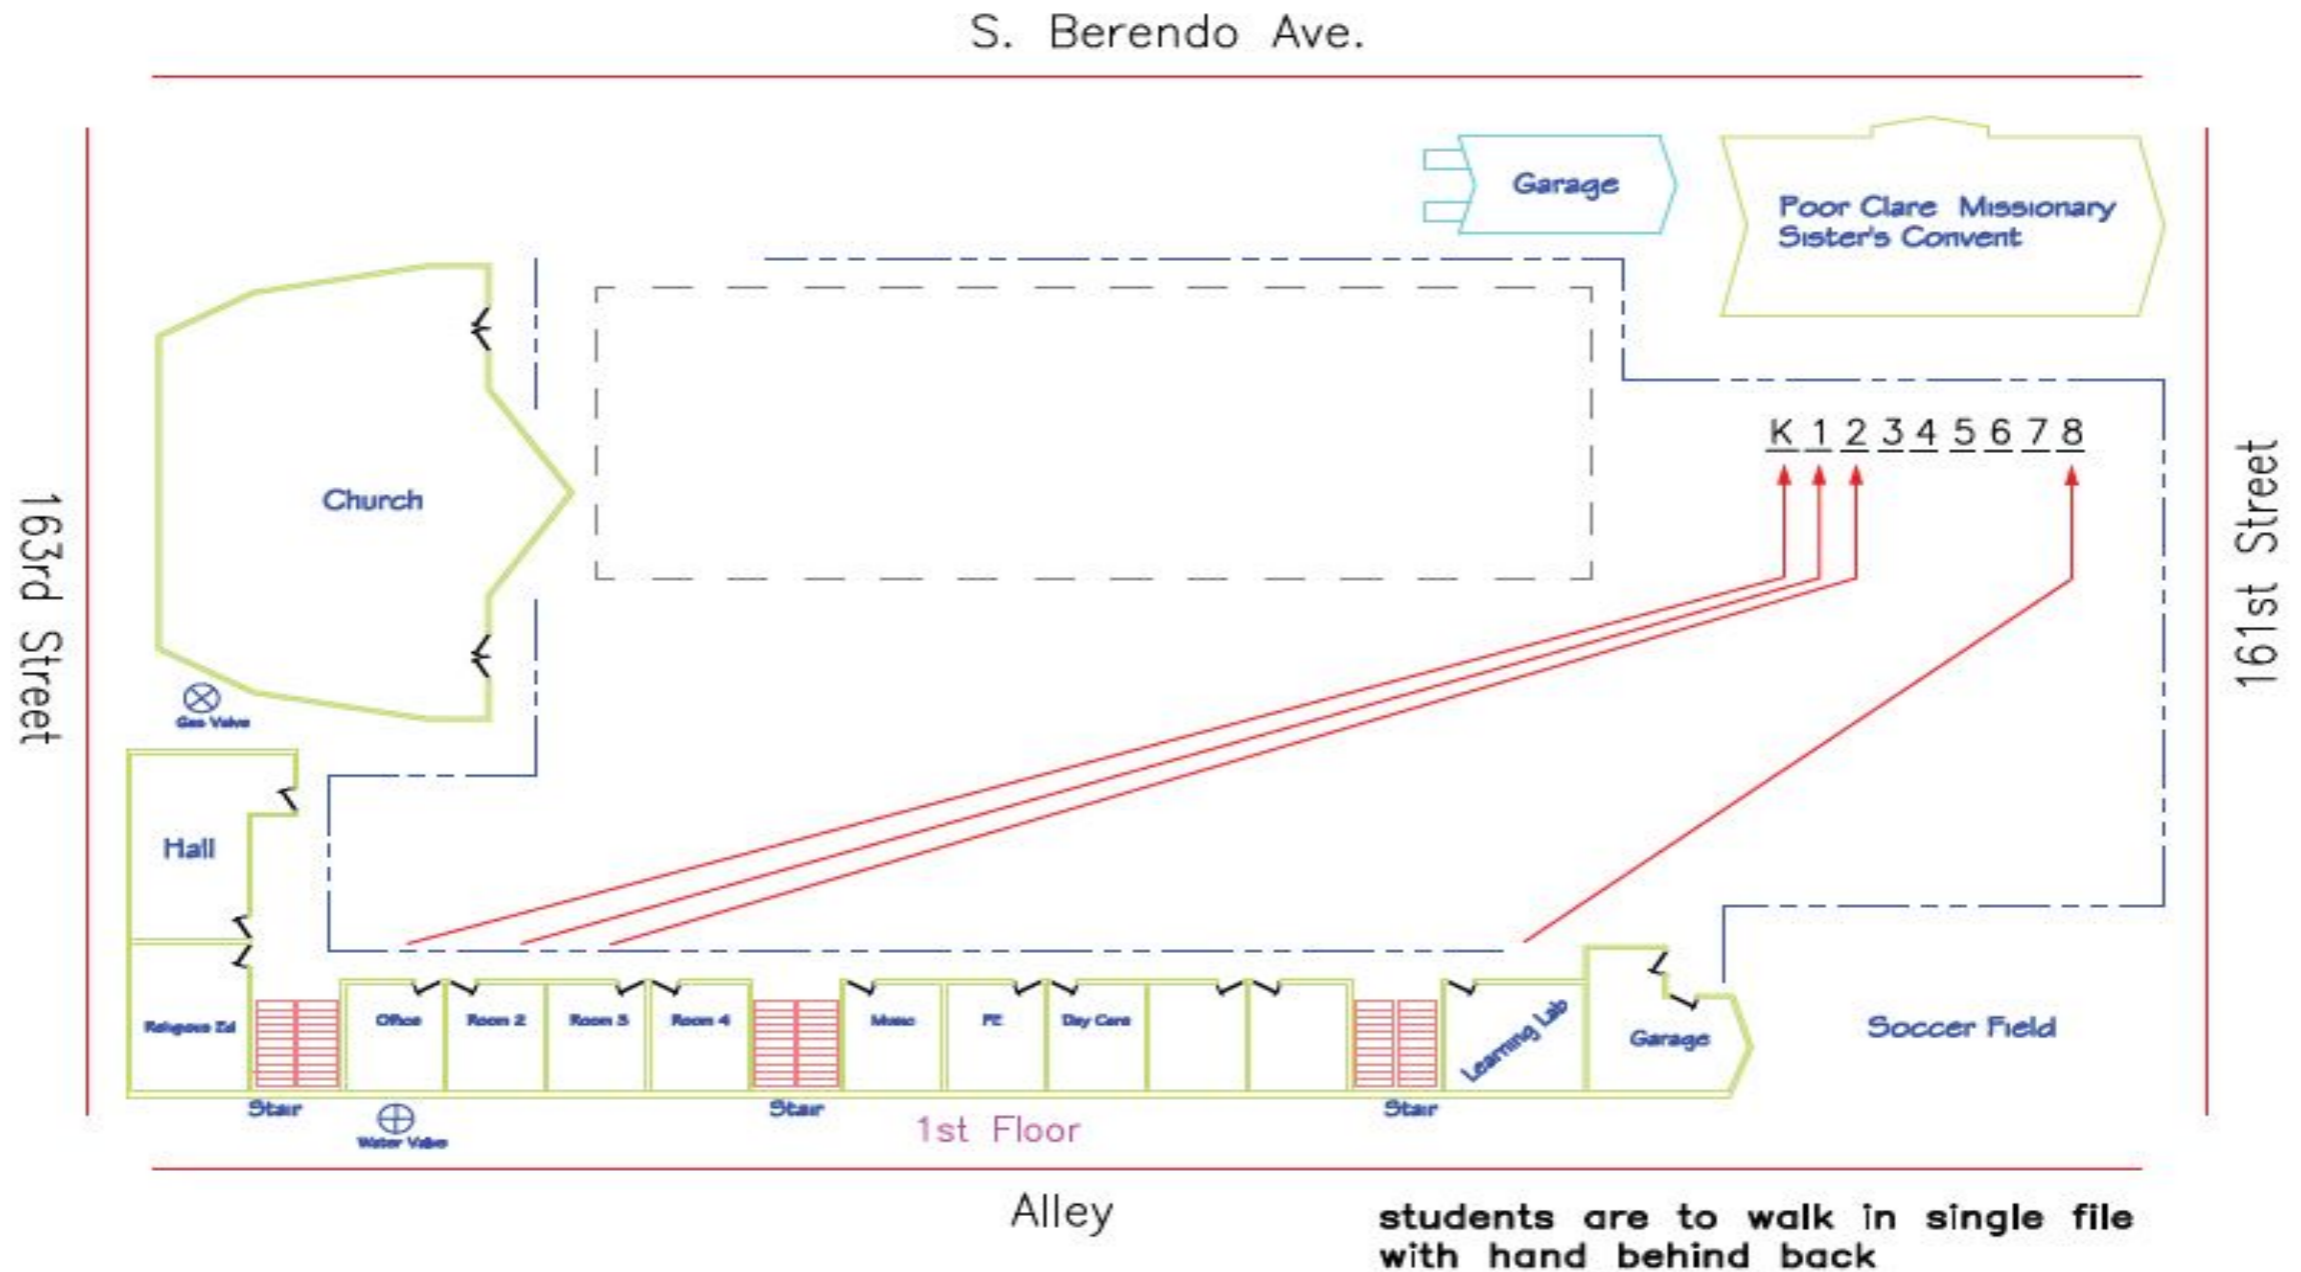 S. Berendo Ave.
Garage
Poor Clare Missionary
Sister's Convent
K 1 2 3 4 5 6 7 8
Church
163rd Street
161st Street
Gas Valve
Hall
Religious Ed
Office
Room 2
Room 3
Room 4
Music
PE
Day Care
Learning Lab
Garage
Soccer Field
Stair
Stair
Stair
Water Valve
1st Floor
Alley
students are to walk in single file
with hand behind back